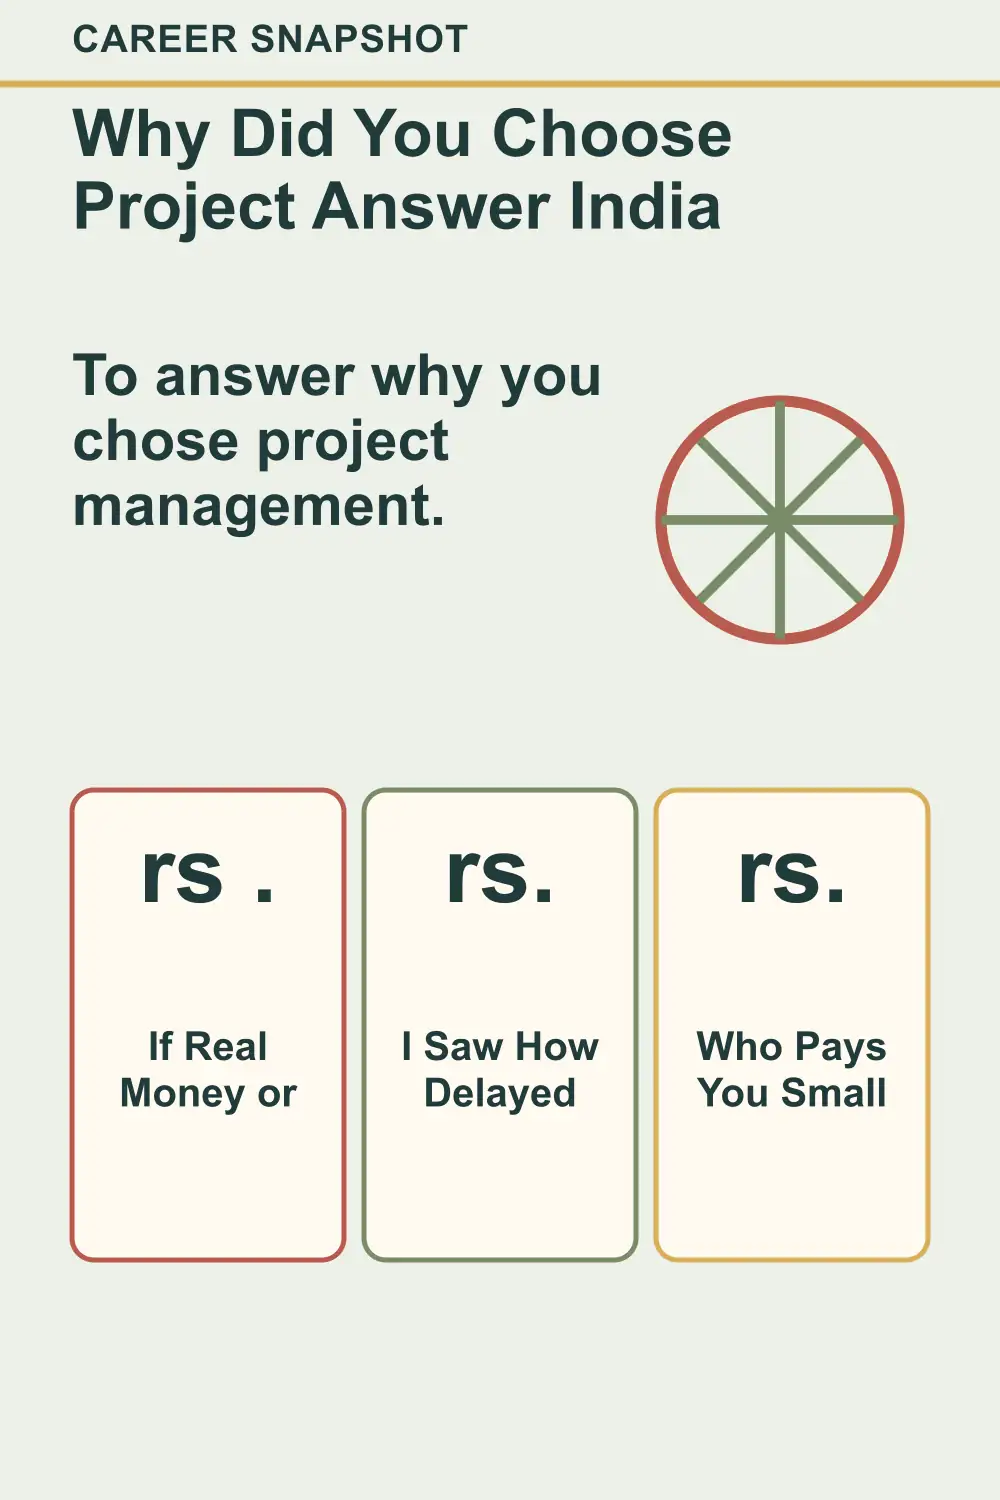 CAREER SNAPSHOT
Why Did You Choose
Project Answer India
To answer why you
chose project
management.
rs .
If Real
Money or
rs.
I Saw How
Delayed
rs.
Who Pays
You Small